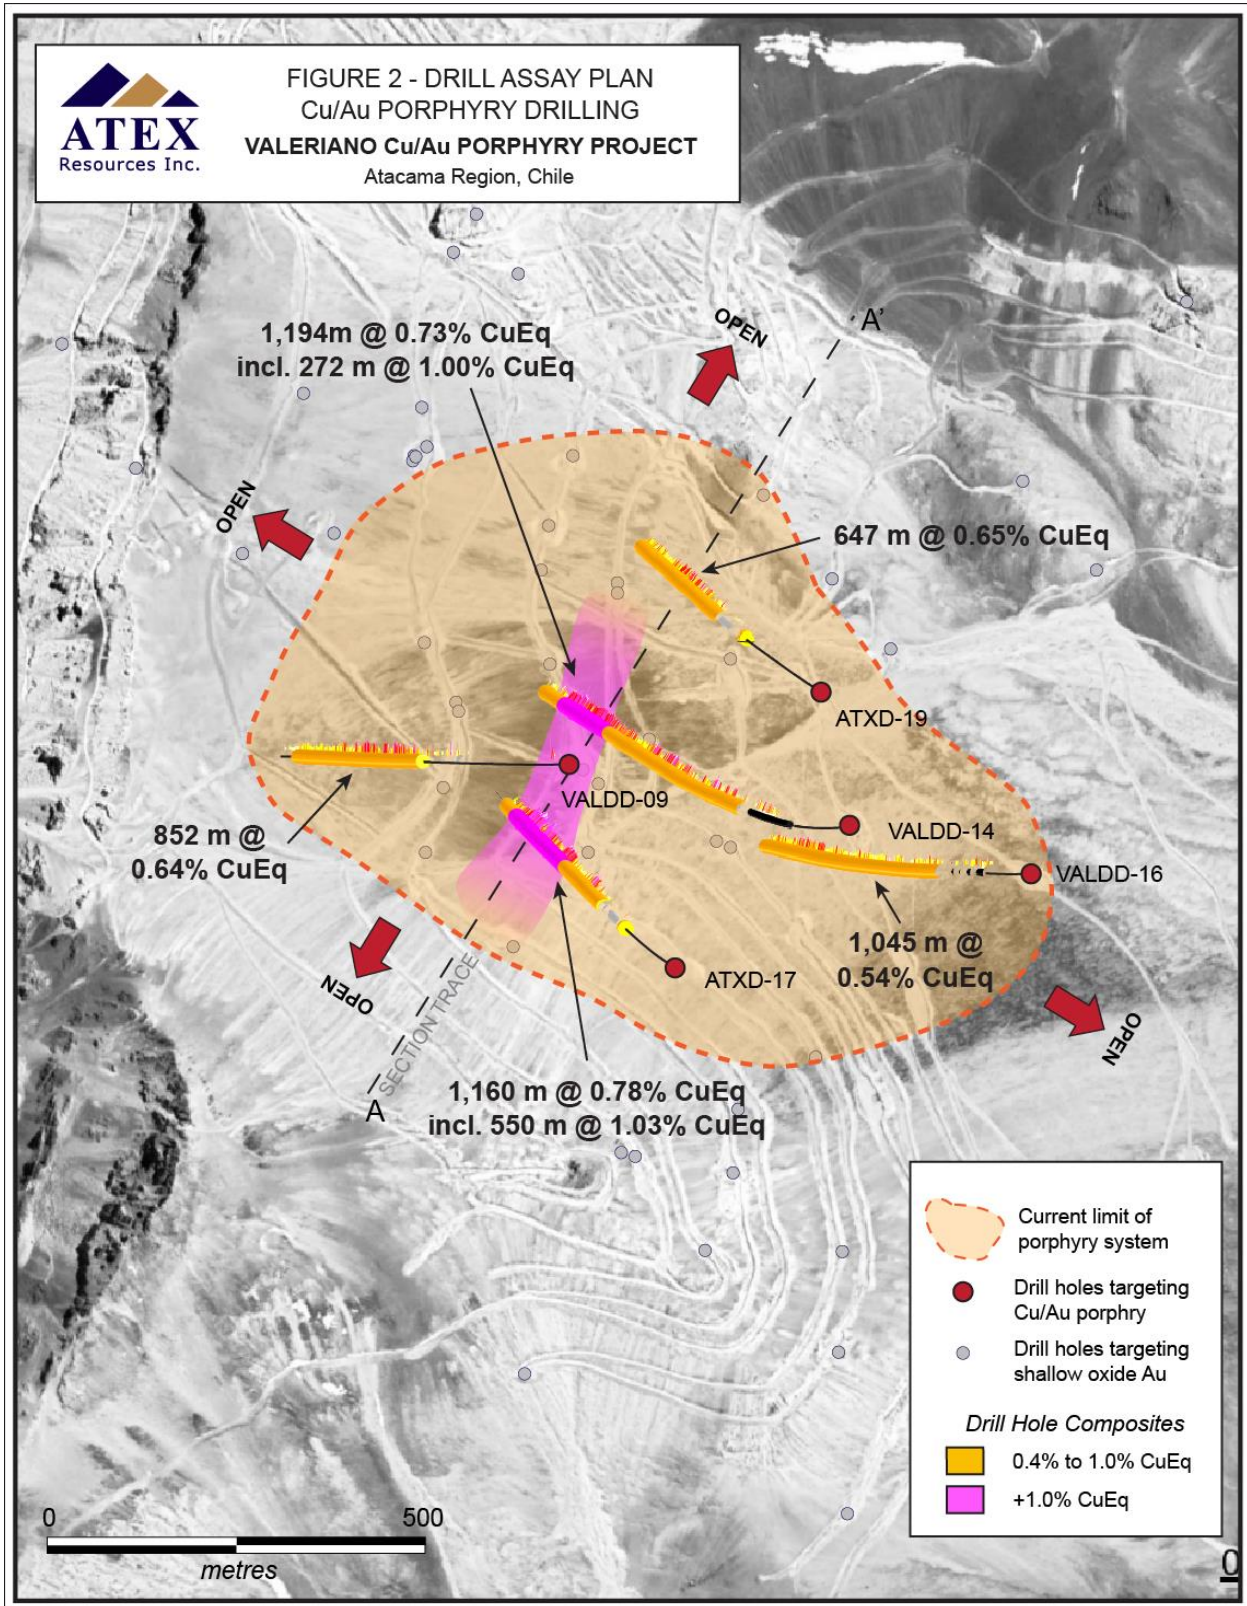 ATEX
Resources Inc.
FIGURE 2 - DRILL ASSAY PLAN
Cu/Au PORPHYRY DRILLING
VALERIANO Cu/Au PORPHYRY PROJECT
Atacama Region, Chile
1,194m @ 0.73% CuEq
incl. 272 m @ 1.00% CuEq
OPEN
A'
OPEN
647 m @ 0.65% CuEq
ATXD-19
VALDD-09
VALDD-14
VALDD-16
852 m @
0.64% CuEq
1,045 m @
0.54% CuEq
ATXD-17
OPEN
OPEN
SECTION TRACE
A
1,160 m @ 0.78% CuEq
incl. 550 m @ 1.03% CuEq
Current limit of
porphyry system
Drill holes targeting
Cu/Au porphry
Drill holes targeting
shallow oxide Au
Drill Hole Composites
0.4% to 1.0% CuEq
+1.0% CuEq
0 500
metres
0